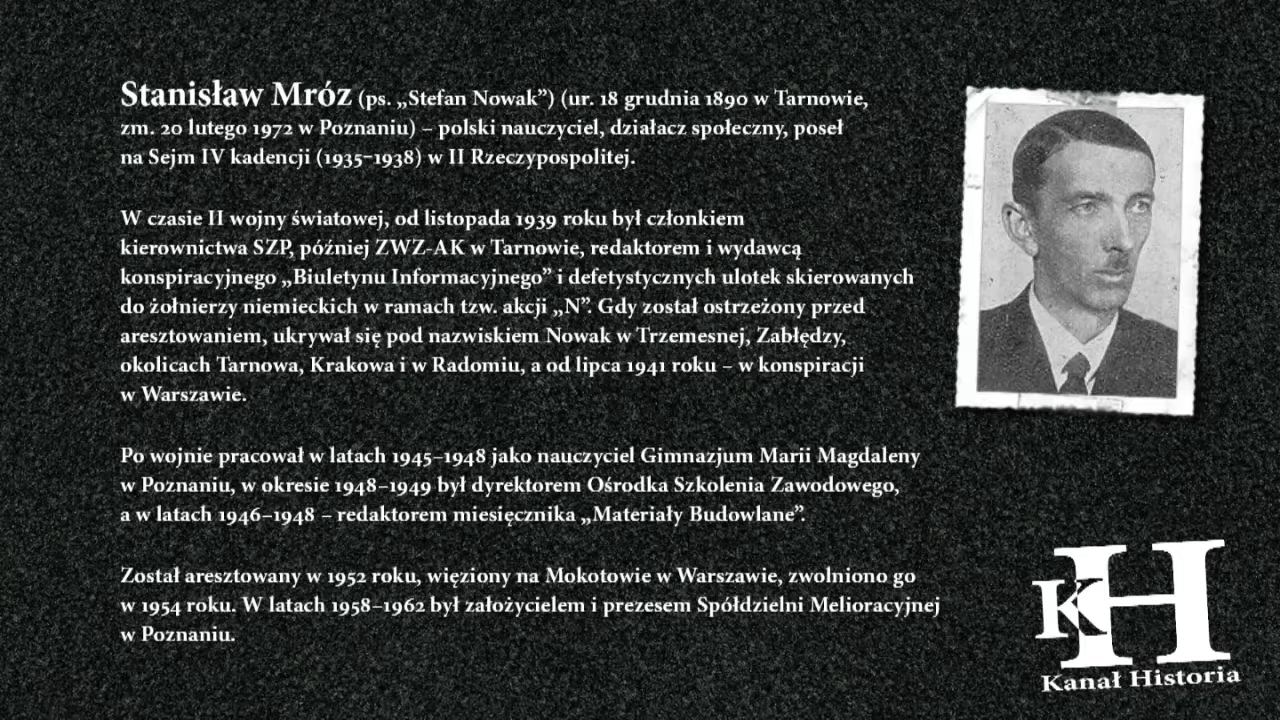 Stanisław Mróz (ps. „Stefan Nowak”) (ur. 18 grudnia 1890 w Tarnowie,
zm. 20 lutego 1972 w Poznaniu) – polski nauczyciel, działacz społeczny, poseł
na Sejm IV kadencji (1935–1938) w II Rzeczypospolitej.
W czasie II wojny światowej, od listopada 1939 roku był członkiem
kierownictwa SZP, później ZWZ-AK w Tarnowie, redaktorem i wydawcą
konspiracyjnego „Biuletynu Informacyjnego” i defetystycznych ulotek skierowanych
do żołnierzy niemieckich w ramach tzw. akcji „N”. Gdy został ostrzeżony przed
aresztowaniem, ukrywał się pod nazwiskiem Nowak w Trzemesnej, Zabłędzy,
okolicach Tarnowa, Krakowa i w Radomiu, a od lipca 1941 roku – w konspiracji
w Warszawie.
Po wojnie pracował w latach 1945–1948 jako nauczyciel Gimnazjum Marii Magdaleny
w Poznaniu, w okresie 1948–1949 był dyrektorem Ośrodka Szkolenia Zawodowego,
a w latach 1946–1948 – redaktorem miesięcznika „Materiały Budowlane”.
Został aresztowany w 1952 roku, więziony na Mokotowie w Warszawie, zwolniono go
w 1954 roku. W latach 1958–1962 był założycielem i prezesem Spółdzielni Melioracyjnej
w Poznaniu.
KH
Kanał Historia